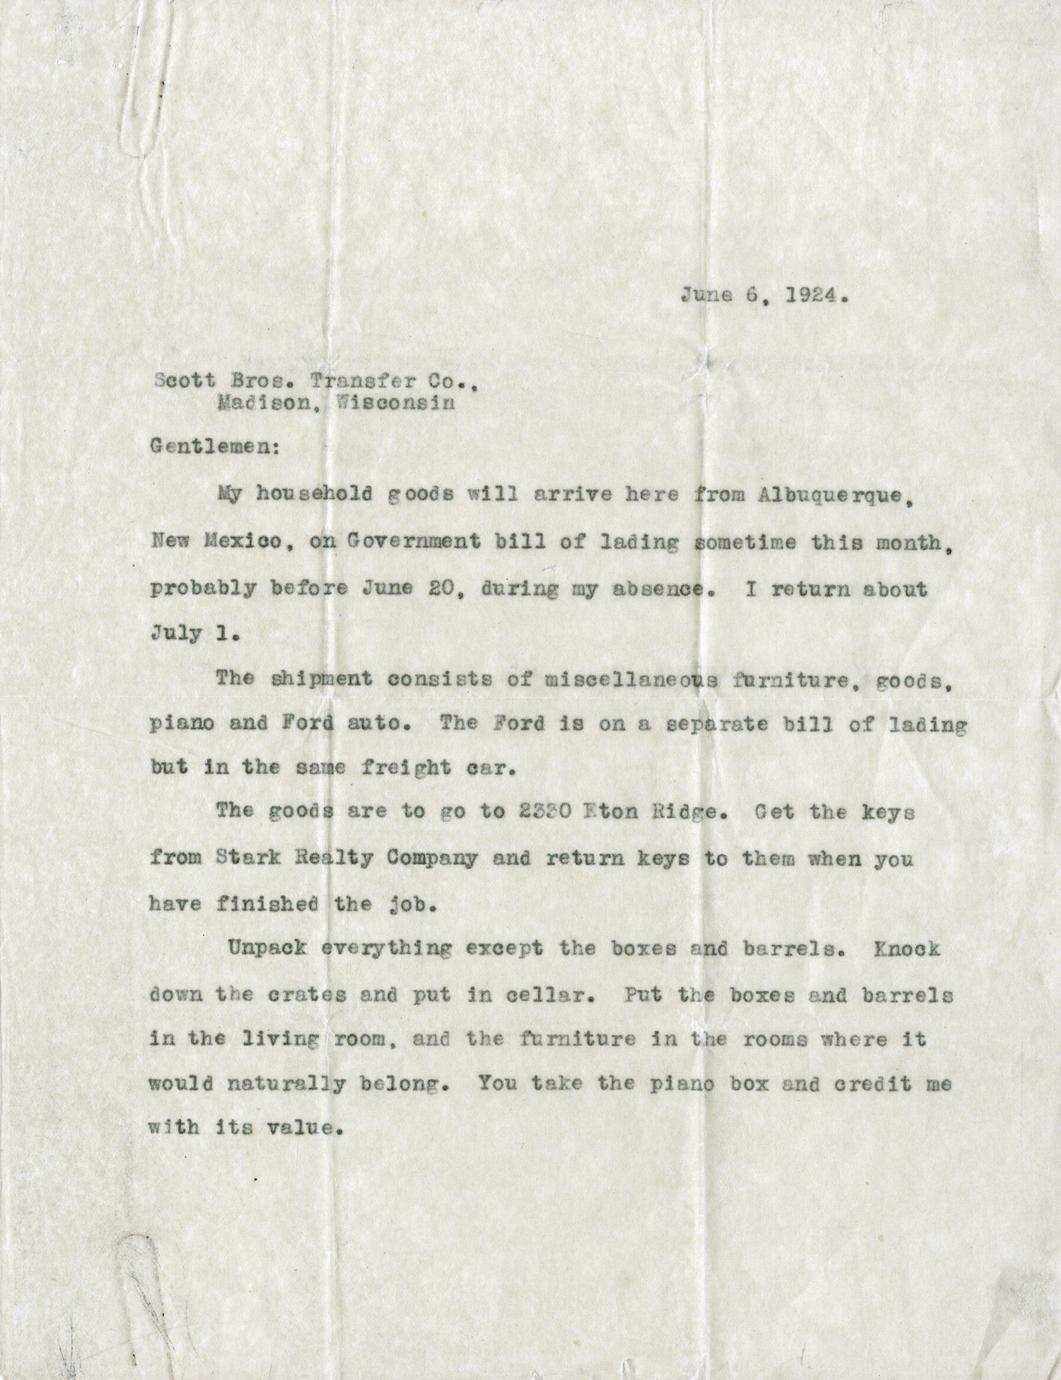 June 6, 1924.
Scott Bros. Transfer Co.,
Madison, Wisconsin
Gentlemen:
My household goods will arrive here from Albuquerque,
New Mexico, on Government bill of lading sometime this month,
probably before June 20, during my absence. I return about
July 1.
The shipment consists of miscellaneous furniture, goods,
piano and Ford auto. The Ford is on a separate bill of lading
but in the same freight car.
The goods are to go to 2330 Eton Ridge. Get the keys
from Stark Realty Company and return keys to them when you
have finished the job.
Unpack everything except the boxes and barrels. Knock
down the crates and put in cellar. Put the boxes and barrels
in the living room, and the furniture in the rooms where it
would naturally belong. You take the piano box and credit me
with its value.